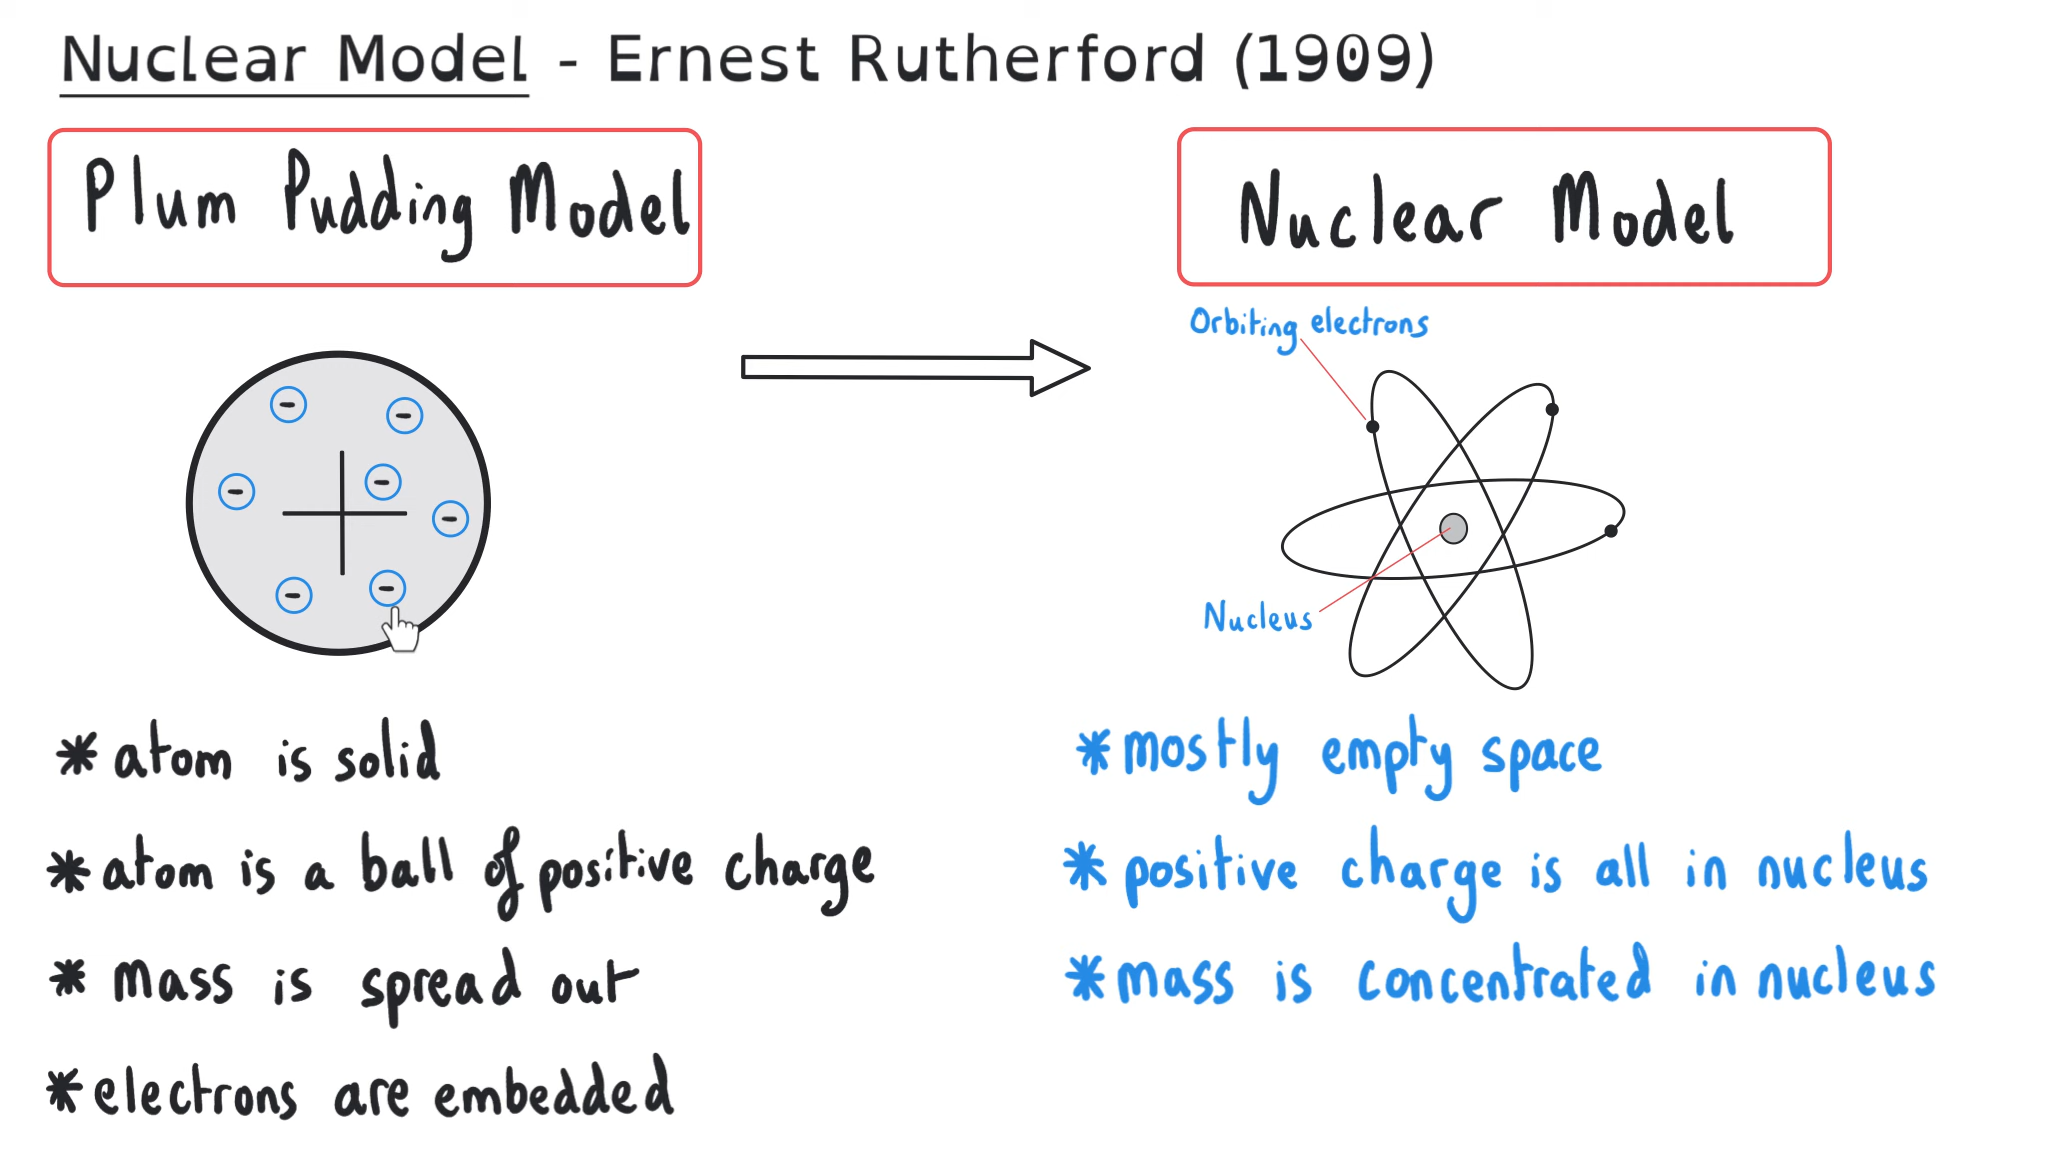 Nuclear Model - Ernest Rutherford (1909)
Plum Pudding Model
Nuclear Model
Orbiting electrons
Nucleus
* atom is solid
* atom is a ball of positive charge
* mass is spread out
* electrons are embedded
* mostly empty space
* positive charge is all in nucleus
* mass is concentrated in nucleus